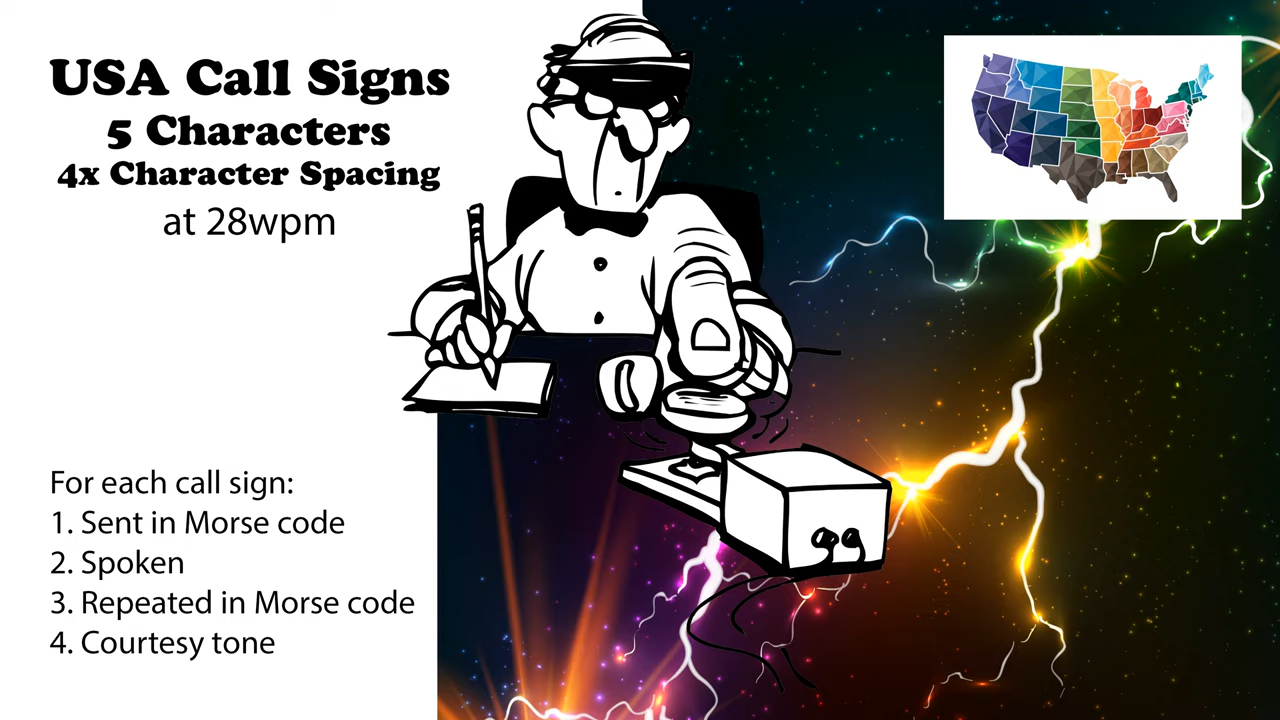 USA Call Signs
5 Characters
4x Character Spacing
at 28wpm
For each call sign:
1. Sent in Morse code
2. Spoken
3. Repeated in Morse code
4. Courtesy tone